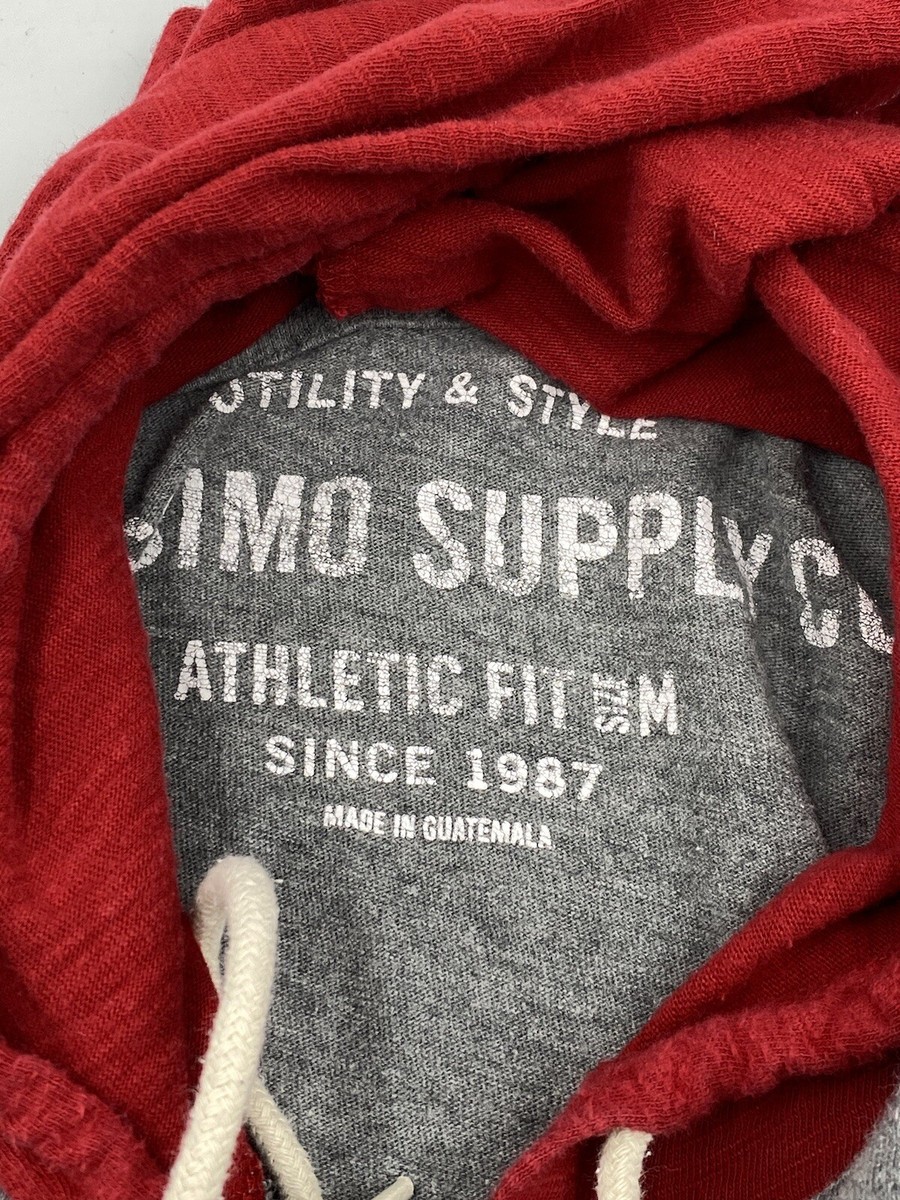 UTILITY & STYLE
SIMO SUPPLY CO
ATHLETIC FIT SIZE M
SINCE 1987
MADE IN GUATEMALA